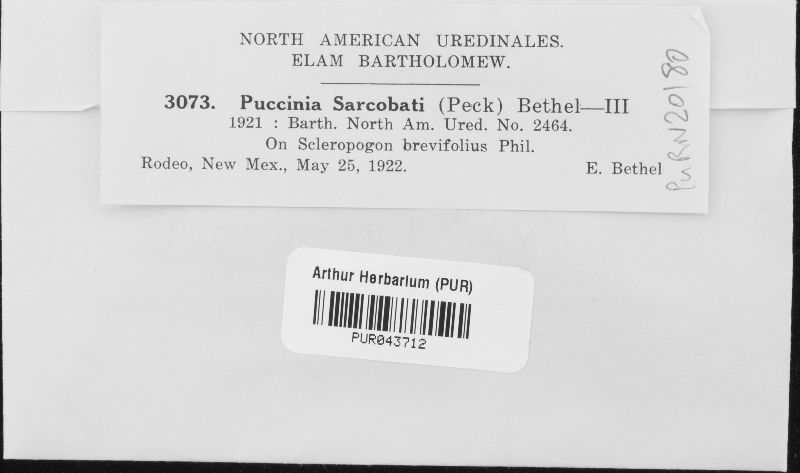 NORTH AMERICAN UREDINALES.
ELAM BARTHOLOMEW.
3073. Puccinia Sarcobati (Peck) Bethel—III
1921 : Barth. North Am. Ured. No. 2464.
On Scleropogon brevifolius Phil.
Rodeo, New Mex., May 25, 1922. E. Bethel
PURN20180
Arthur Herbarium (PUR)
PUR043712